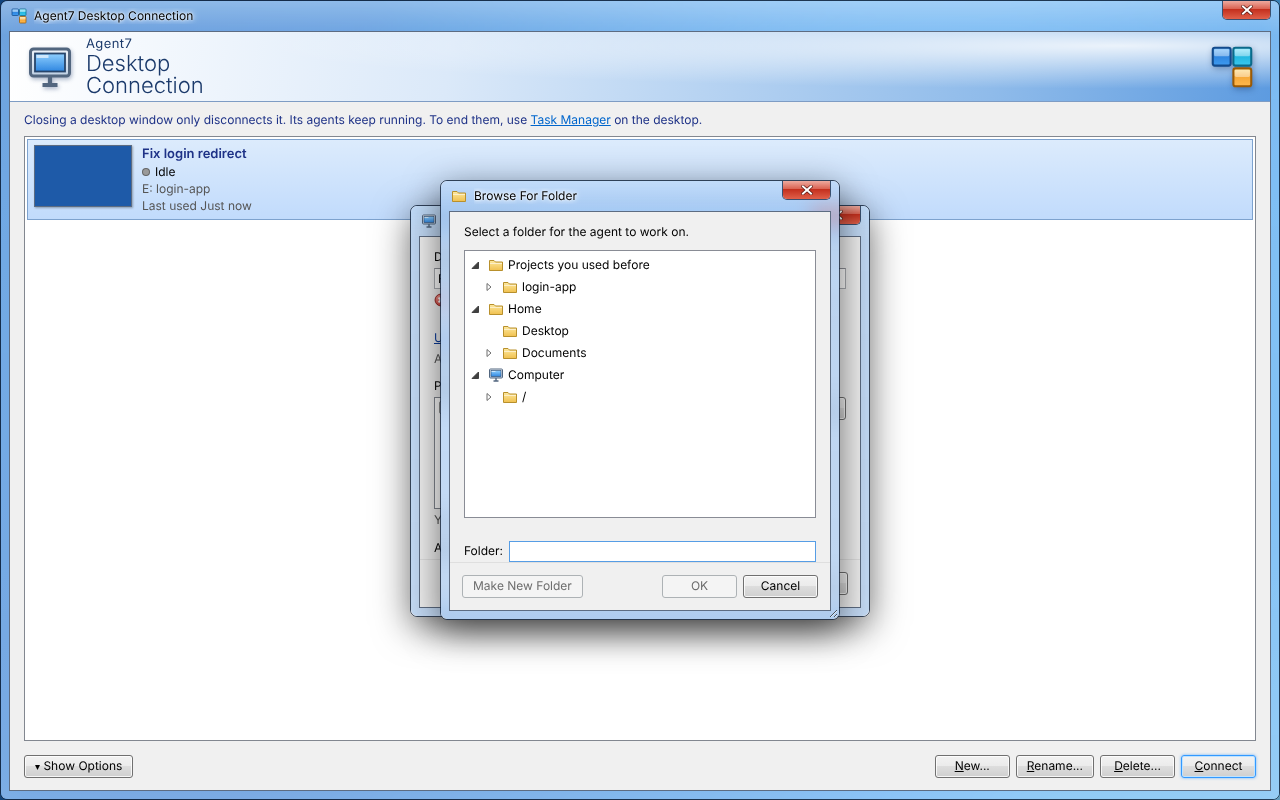 Agent7 Desktop Connection
Agent7
Desktop
Connection
Closing a desktop window only disconnects it. Its agents keep running. To end them, use Task Manager on the desktop.
Fix login redirect
Idle
E: login-app
Last used Just now
Browse For Folder
Select a folder for the agent to work on.
Projects you used before
login-app
Home
Desktop
Documents
Computer
/
Folder:
Make New Folder
OK
Cancel
▾ Show Options
New...
Rename...
Delete...
Connect